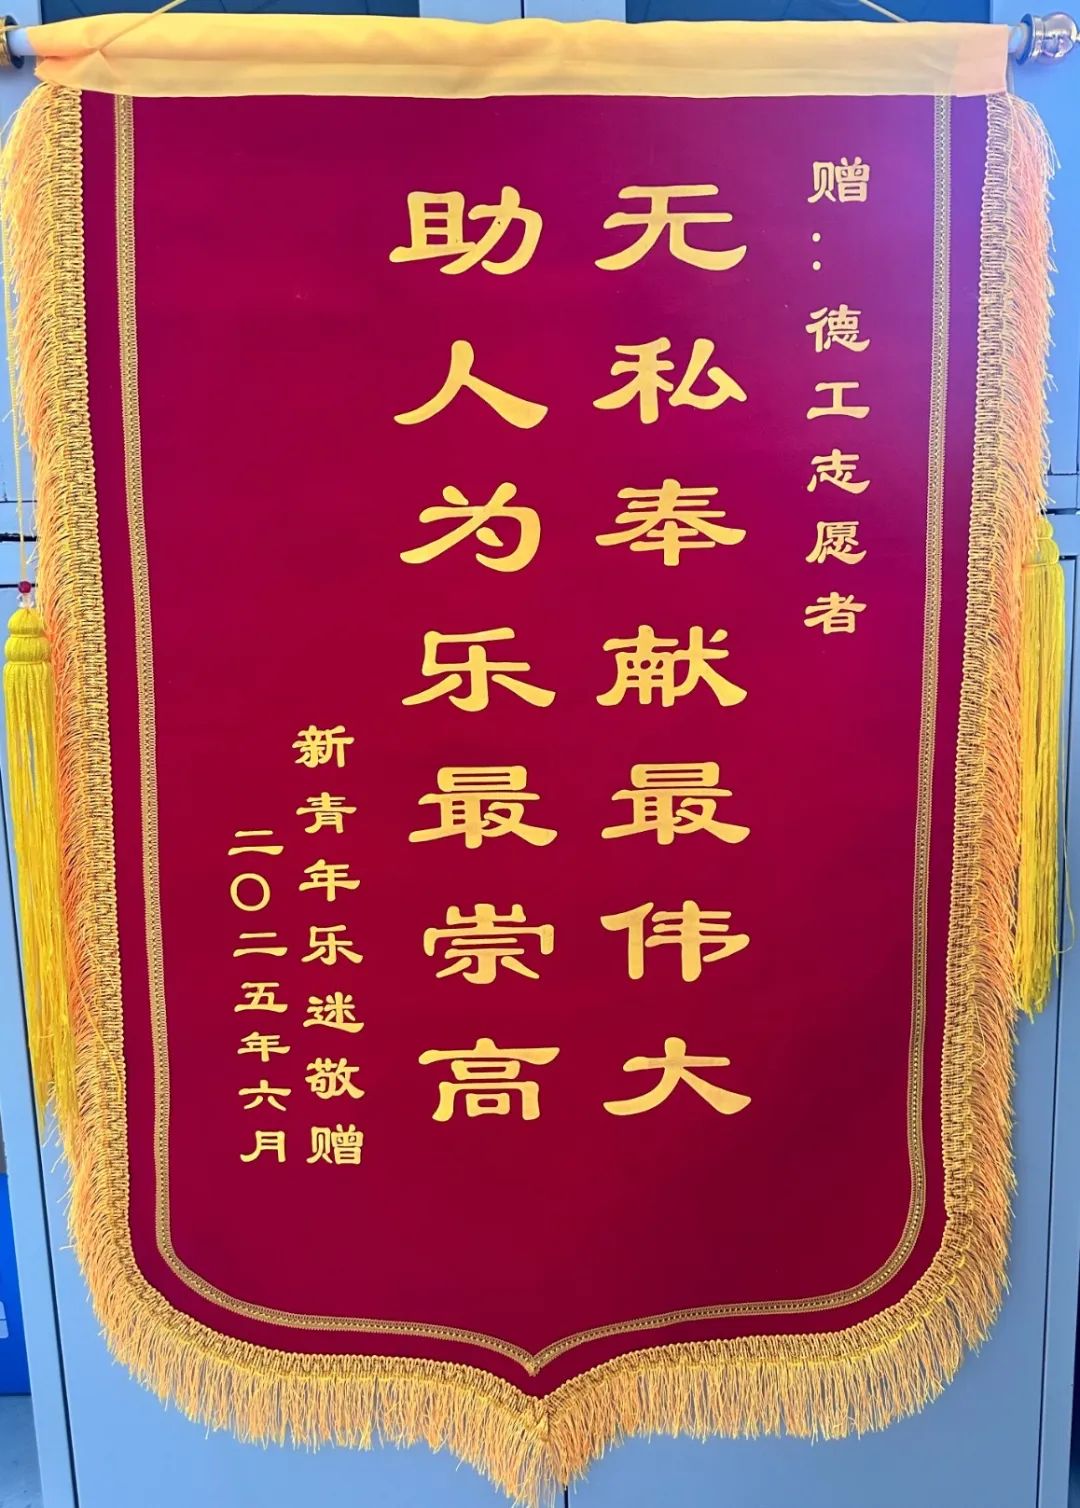 赠：德工志愿者
无私奉献最伟大
助人为乐最崇高
新青年乐迷敬赠
二〇二五年六月